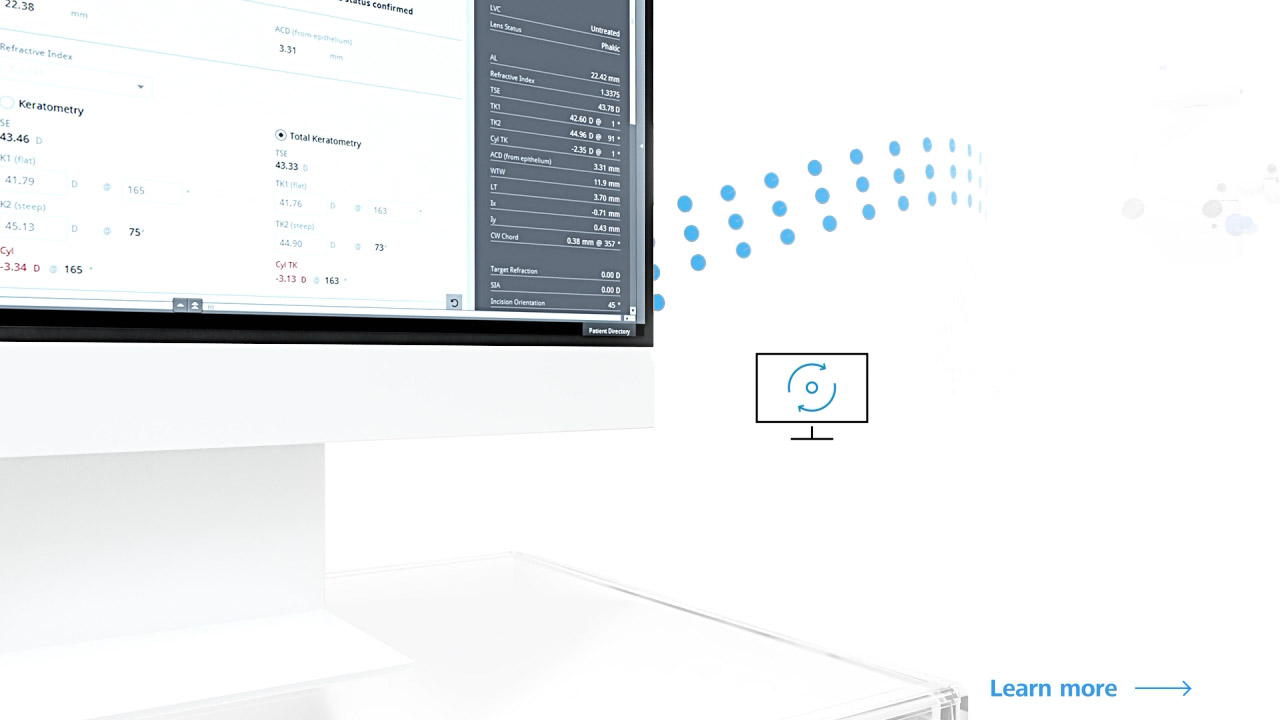 status confirmed
22.38 mm
ACD (from epithelium)
3.31 mm
Refractive Index
Keratometry
SE
43.46 D
K1 (flat)
41.79 D @ 165 °
K2 (steep)
45.13 D @ 75°
Cyl
-3.34 D @ 165 °
Total Keratometry
TSE
43.33 D
TK1 (flat)
41.76 D @ 163 °
TK2 (steep)
44.90 D @ 73°
Cyl TK
-3.13 D @ 163 °
LVC Untreated
Lens Status Phakic
AL 22.42 mm
Refractive Index 1.3375
TSE 43.78 D
TK1 42.60 D @ 1 °
TK2 44.96 D @ 91 °
Cyl TK -2.35 D @ 1 °
ACD (from epithelium) 3.31 mm
WTW 11.9 mm
LT 3.70 mm
Ix -0.71 mm
Iy 0.43 mm
CW Chord 0.38 mm @ 357 °
Target Refraction 0.00 D
SIA 0.00 D
Incision Orientation 45 °
Patient Directory
Learn more